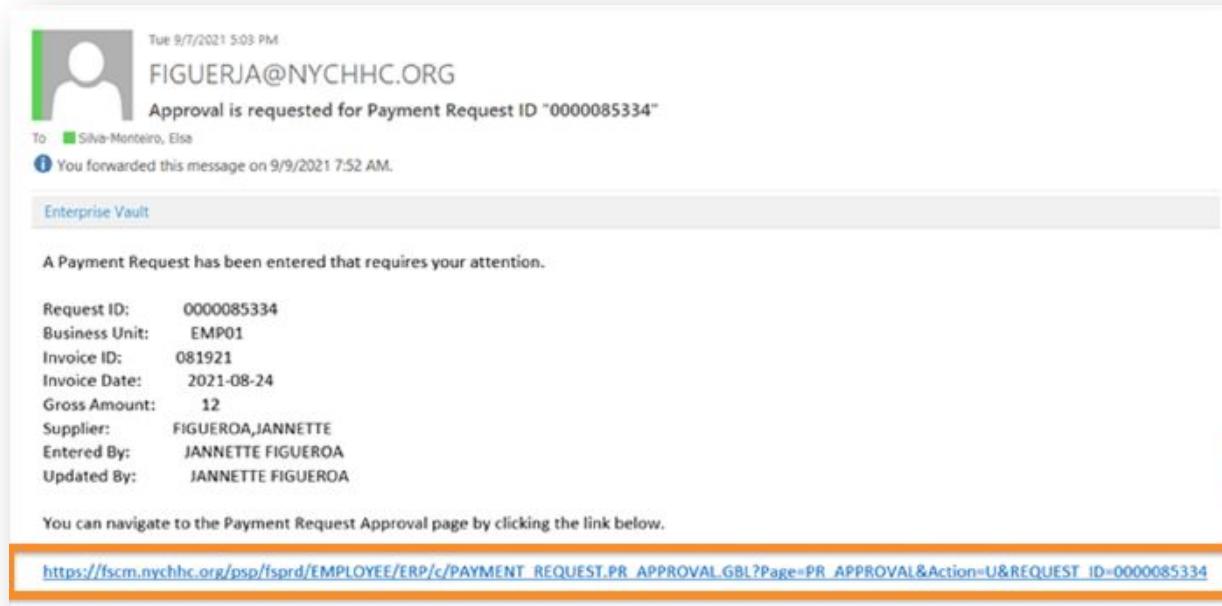 Tue 9/7/2021 5:03 PM
FIGUERJA@NYCHHC.ORG
Approval is requested for Payment Request ID "0000085334"
To Silva-Monteiro, Elsa
You forwarded this message on 9/9/2021 7:52 AM.
Enterprise Vault
A Payment Request has been entered that requires your attention.
Request ID: 0000085334
Business Unit: EMP01
Invoice ID: 081921
Invoice Date: 2021-08-24
Gross Amount: 12
Supplier: FIGUEROA,JANNETTE
Entered By: JANNETTE FIGUEROA
Updated By: JANNETTE FIGUEROA
You can navigate to the Payment Request Approval page by clicking the link below.
https://fscm.nychhc.org/psp/fsprd/EMPLOYEE/ERP/c/PAYMENT_REQUEST.PR_APPROVAL.GBL?Page=PR_APPROVAL&Action=U&REQUEST_ID=0000085334